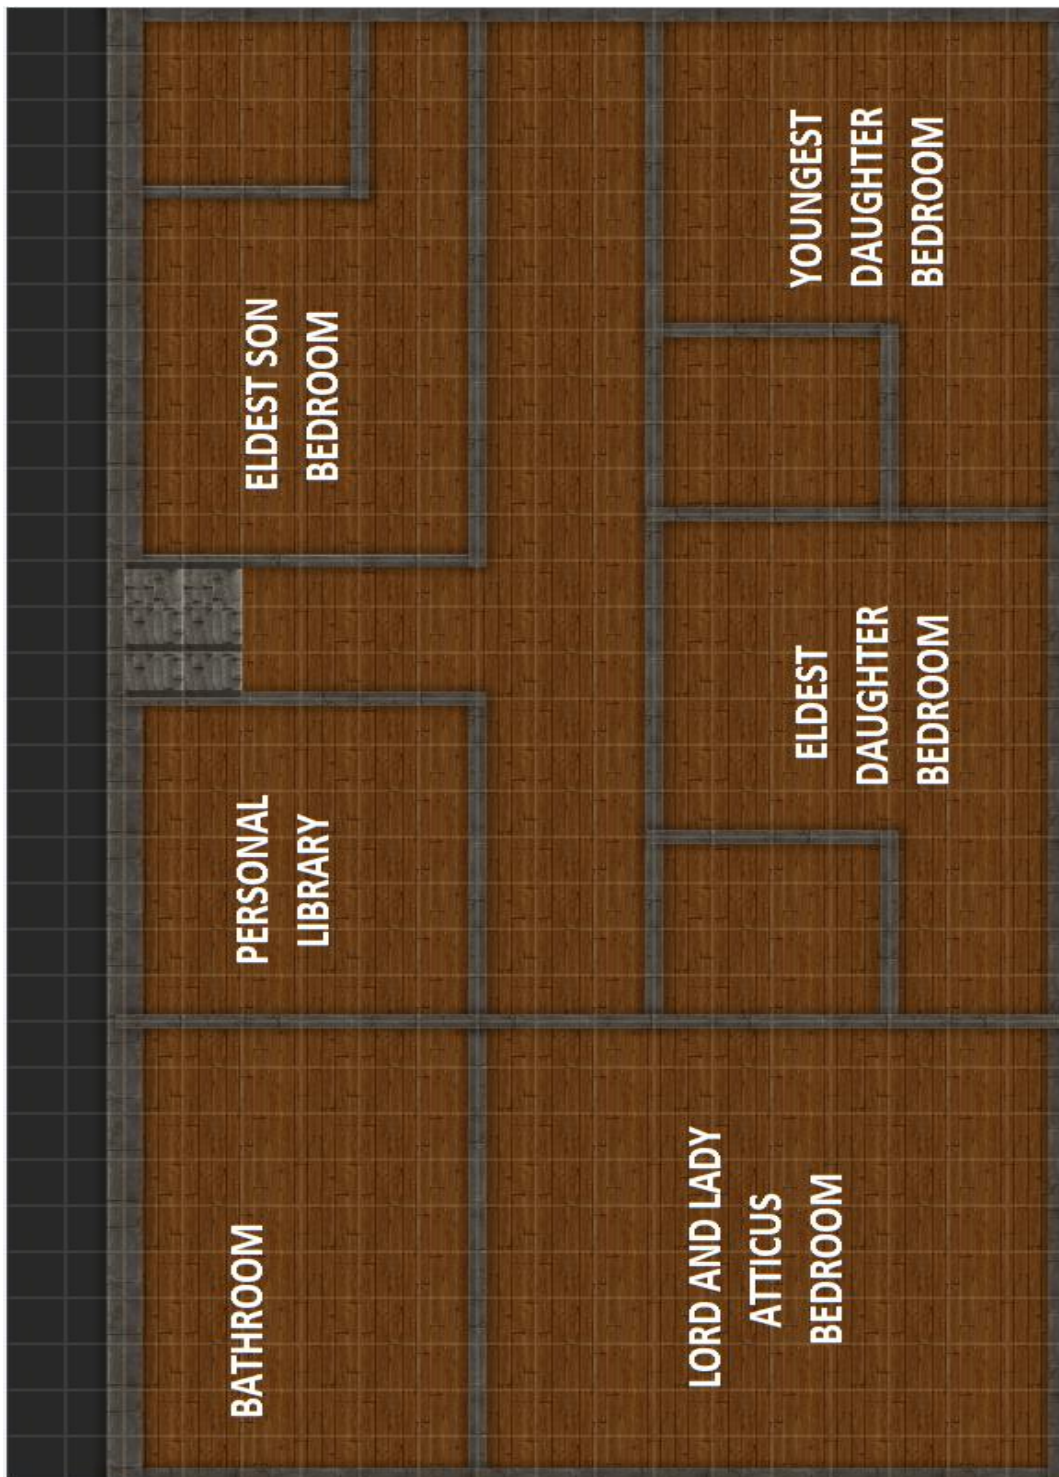 BATHROOM
PERSONAL
LIBRARY
ELDEST SON
BEDROOM
LORD AND LADY
ATTICUS
BEDROOM
ELDEST
DAUGHTER
BEDROOM
YOUNGEST
DAUGHTER
BEDROOM